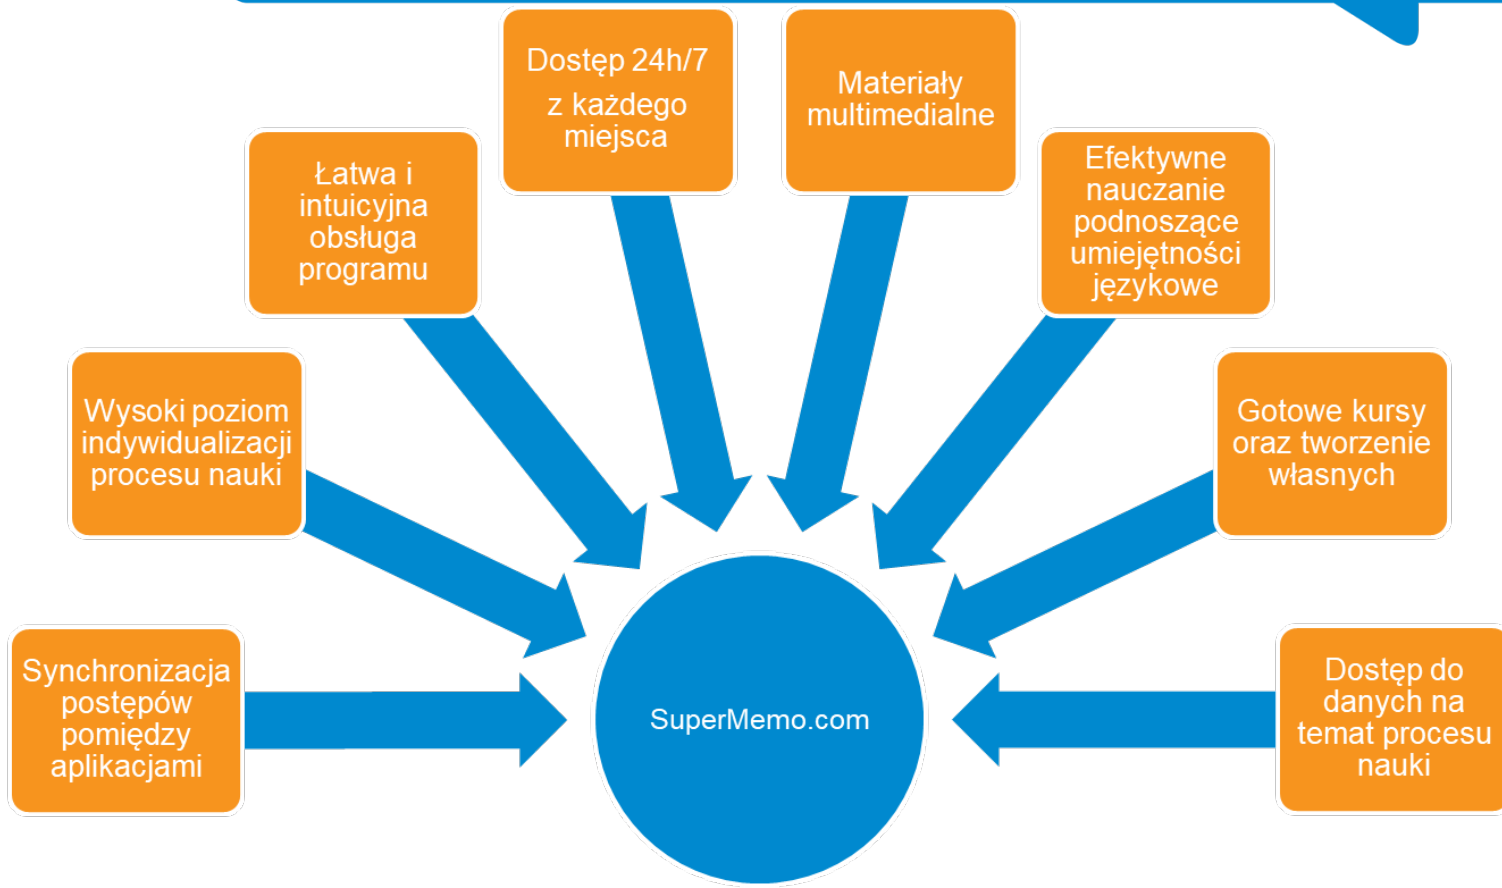 Dostęp 24h/7
z każdego
miejsca
Materiały
multimedialne
Łatwa i
intuicyjna
obsługa
programu
Efektywne
nauczanie
podnoszące
umiejętności
językowe
Wysoki poziom
indywidualizacji
procesu nauki
Gotowe kursy
oraz tworzenie
własnych
Synchronizacja
postępów
pomiędzy
aplikacjami
SuperMemo.com
Dostęp do
danych na
temat procesu
nauki